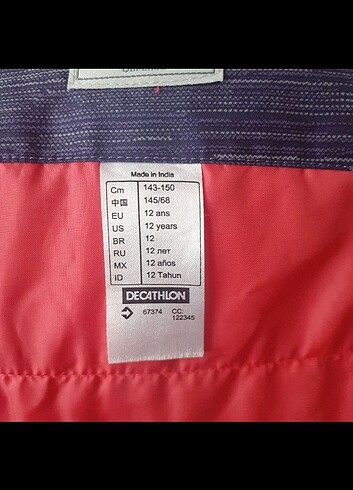 Made in India
Cm 143-150
中国 145/68
EU 12 ans
US 12 years
BR 12
RU 12 лет
MX 12 años
ID 12 Tahun
DECATHLON
67374 CC:
122345